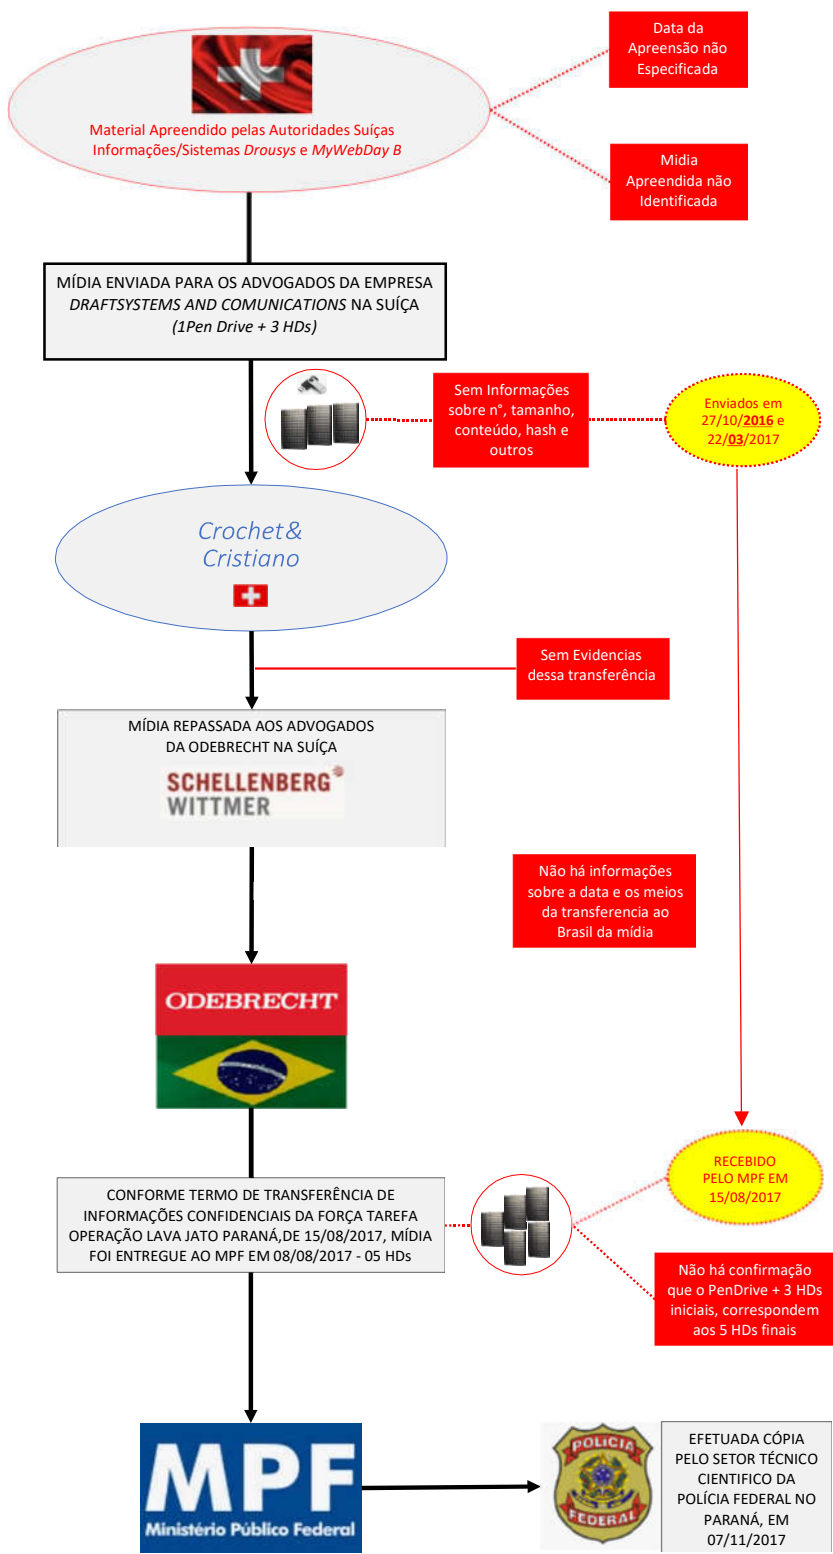 Data da
Apreensão não
Especificada
Material Apreendido pelas Autoridades Suíças
Informações/Sistemas Drousys e MyWebDay B
Midia
Apreendida não
Identificada
MÍDIA ENVIADA PARA OS ADVOGADOS DA EMPRESA
DRAFTSYSTEMS AND COMUNICATIONS NA SUÍÇA
(1Pen Drive + 3 HDs)
Sem Informações
sobre n°, tamanho,
conteúdo, hash e
outros
Enviados em
27/10/2016 e
22/03/2017
Crochet&
Cristiano
Sem Evidencias
dessa transferência
MÍDIA REPASSADA AOS ADVOGADOS
DA ODEBRECHT NA SUÍÇA
SCHELLENBERG
WITTMER
Não há informações
sobre a data e os meios
da transferencia ao
Brasil da mídia
ODEBRECHT
RECEBIDO
PELO MPF EM
15/08/2017
CONFORME TERMO DE TRANSFERÊNCIA DE
INFORMAÇÕES CONFIDENCIAIS DA FORÇA TAREFA
OPERAÇÃO LAVA JATO PARANÁ,DE 15/08/2017, MÍDIA
FOI ENTREGUE AO MPF EM 08/08/2017 - 05 HDs
Não há confirmação
que o PenDrive + 3 HDs
iniciais, correspondem
aos 5 HDs finais
MPF
Ministério Público Federal
POLÍCIA
FEDERAL
EFETUADA CÓPIA
PELO SETOR TÉCNICO
CIENTIFICO DA
POLÍCIA FEDERAL NO
PARANÁ, EM
07/11/2017